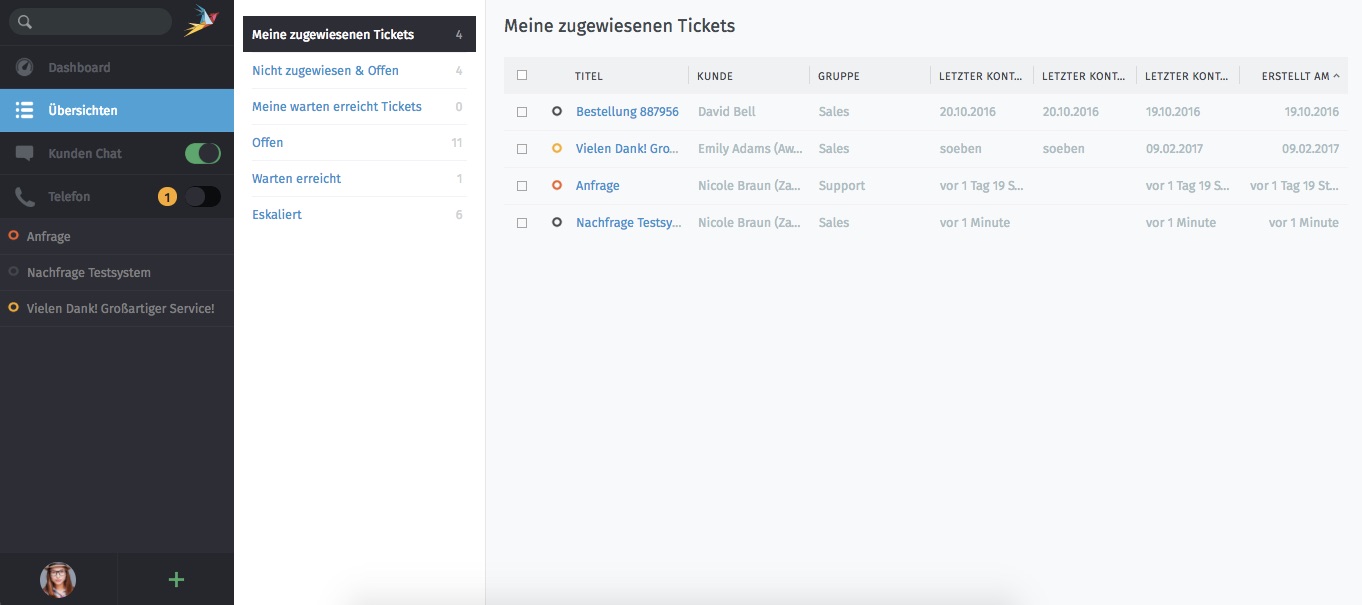 Dashboard
Übersichten
Kunden Chat
Telefon 1
Anfrage
Nachfrage Testsystem
Vielen Dank! Großartiger Service!
Meine zugewiesenen Tickets 4
Nicht zugewiesen & Offen 4
Meine warten erreicht Tickets 0
Offen 11
Warten erreicht 1
Eskaliert 6
Meine zugewiesenen Tickets
TITEL KUNDE GRUPPE LETZTER KONT... LETZTER KONT... LETZTER KONT... ERSTELLT AM
Bestellung 887956 David Bell Sales 20.10.2016 20.10.2016 19.10.2016 19.10.2016
Vielen Dank! Gro... Emily Adams (Aw... Sales soeben soeben 09.02.2017 09.02.2017
Anfrage Nicole Braun (Za... Support vor 1 Tag 19 S... vor 1 Tag 19 S... vor 1 Tag 19 St...
Nachfrage Testsy... Nicole Braun (Za... Sales vor 1 Minute vor 1 Minute vor 1 Minute